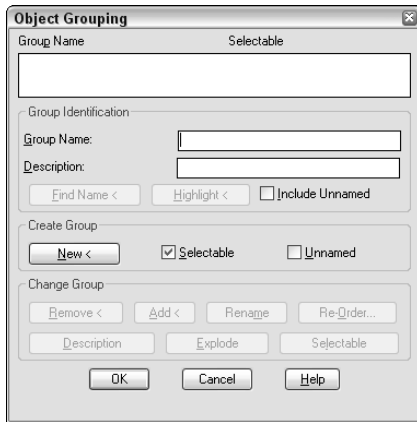 Object Grouping
Group Name Selectable
Group Identification
Group Name:
Description:
Find Name < Highlight < Include Unnamed
Create Group
New < Selectable Unnamed
Change Group
Remove < Add < Rename Re-Order...
Description Explode Selectable
OK Cancel Help